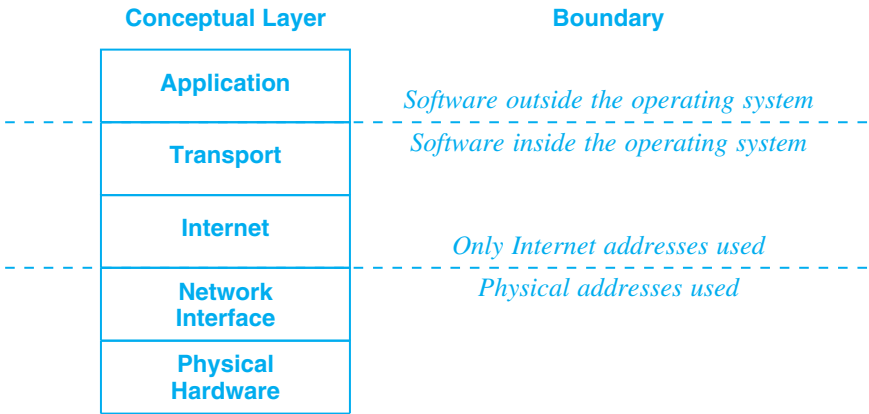 Conceptual Layer Boundary
Application
Software outside the operating system
Software inside the operating system
Transport
Internet
Only Internet addresses used
Physical addresses used
Network
Interface
Physical
Hardware